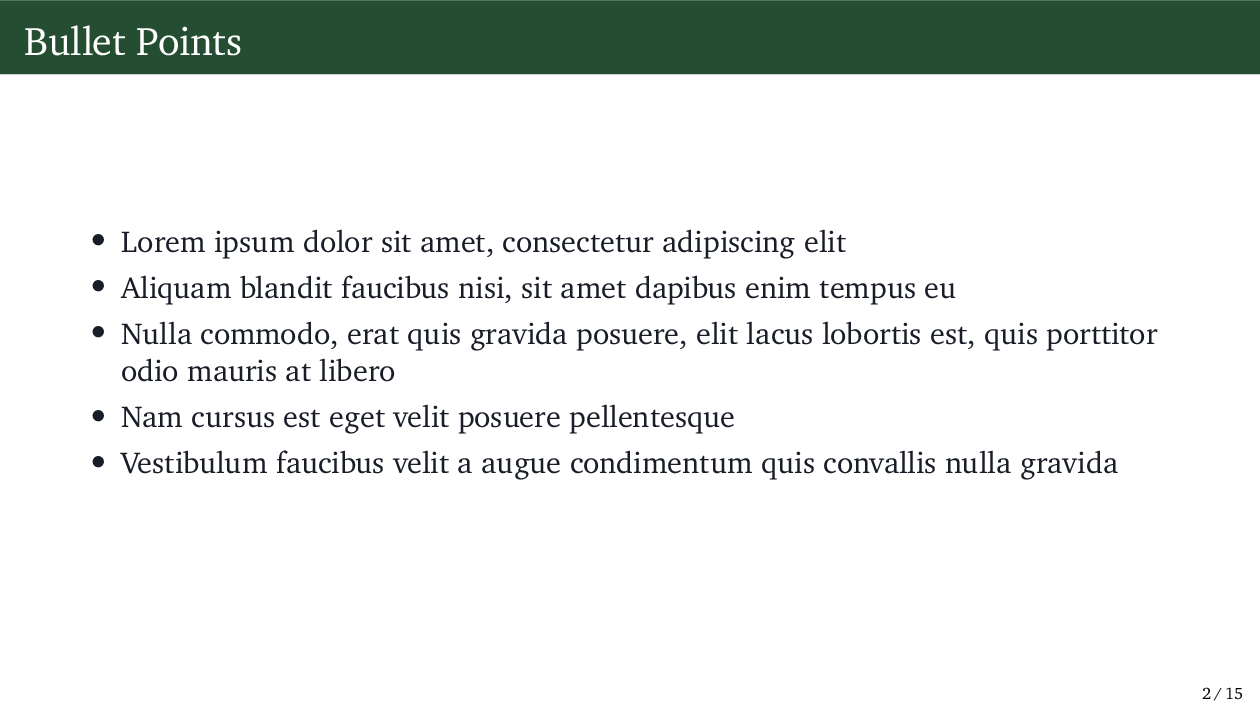 Bullet Points
• Lorem ipsum dolor sit amet, consectetur adipiscing elit
• Aliquam blandit faucibus nisi, sit amet dapibus enim tempus eu
• Nulla commodo, erat quis gravida posuere, elit lacus lobortis est, quis porttitor
odio mauris at libero
• Nam cursus est eget velit posuere pellentesque
• Vestibulum faucibus velit a augue condimentum quis convallis nulla gravida
2 / 15